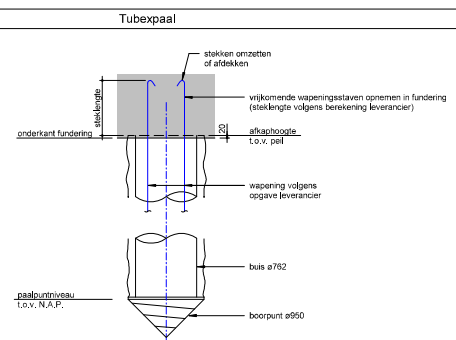 Tubexpaal
stekken omzetten
of afdekken
steklengte
vrijkomende wapeningsstaven opnemen in fundering
(steklengte volgens berekening leverancier)
onderkant fundering
20
afkaphoogte
t.o.v. peil
wapening volgens
opgave leverancier
buis ø762
paalpuntniveau
t.o.v. N.A.P.
boorpunt ø950